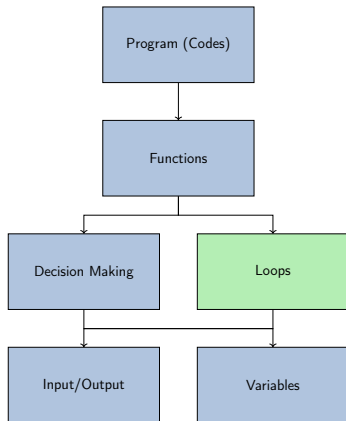 Program (Codes)
Functions
Decision Making
Loops
Input/Output
Variables